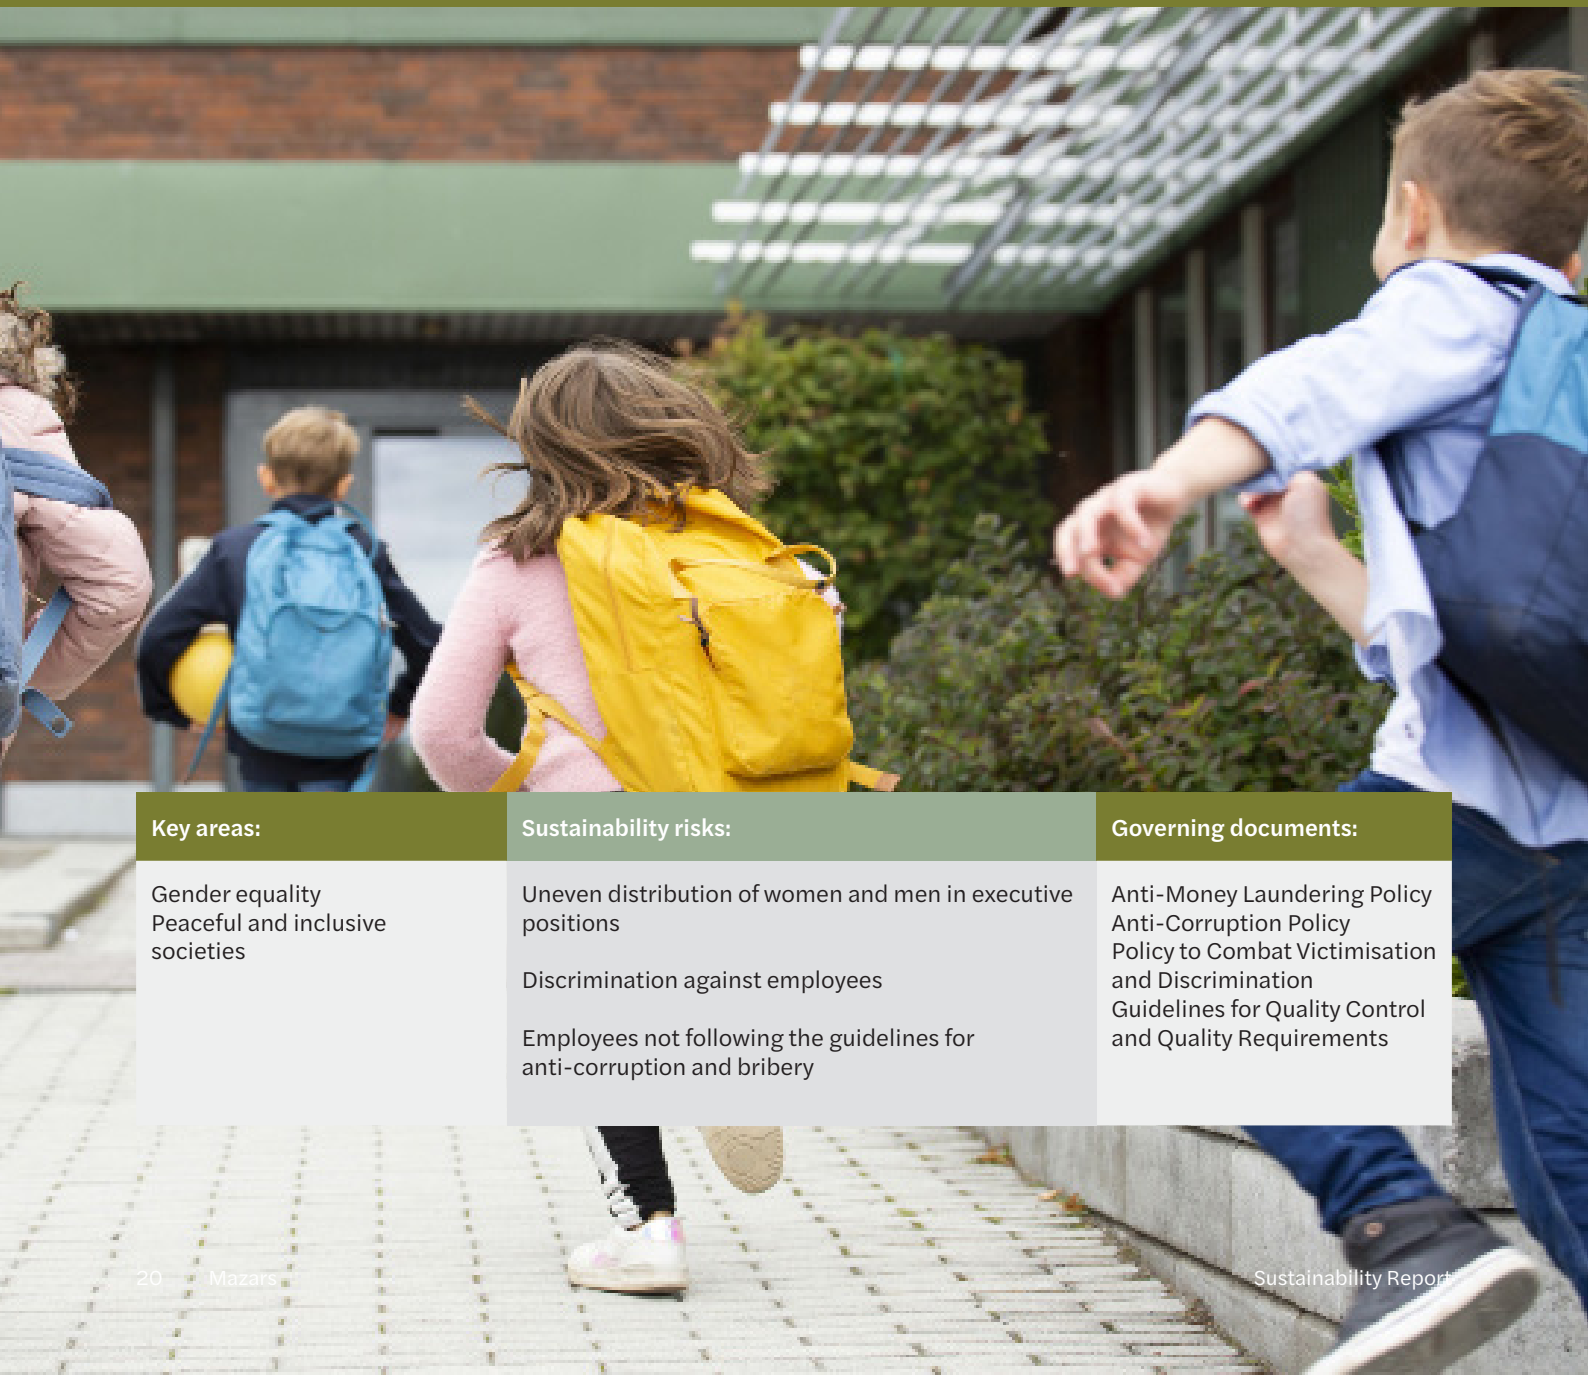 Key areas:
Gender equality
Peaceful and inclusive
societies
Sustainability risks:
Uneven distribution of women and men in executive
positions
Discrimination against employees
Employees not following the guidelines for
anti-corruption and bribery
Governing documents:
Anti-Money Laundering Policy
Anti-Corruption Policy
Policy to Combat Victimisation
and Discrimination
Guidelines for Quality Control
and Quality Requirements
20 Mazars
Sustainability Report